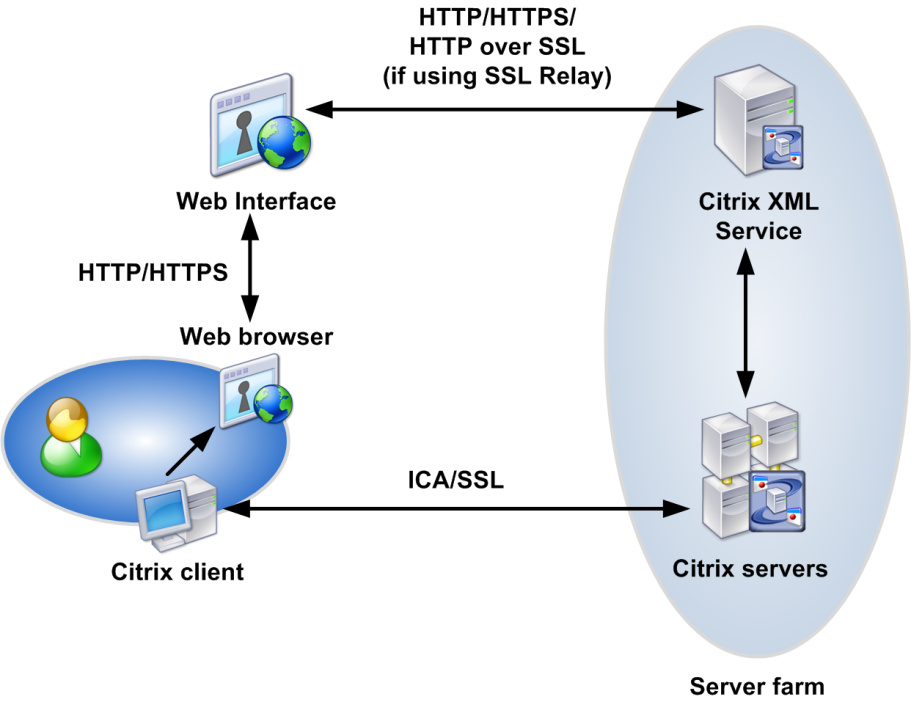 HTTP/HTTPS/
HTTP over SSL
(if using SSL Relay)
Web Interface
Citrix XML
Service
HTTP/HTTPS
Web browser
ICA/SSL
Citrix client
Citrix servers
Server farm